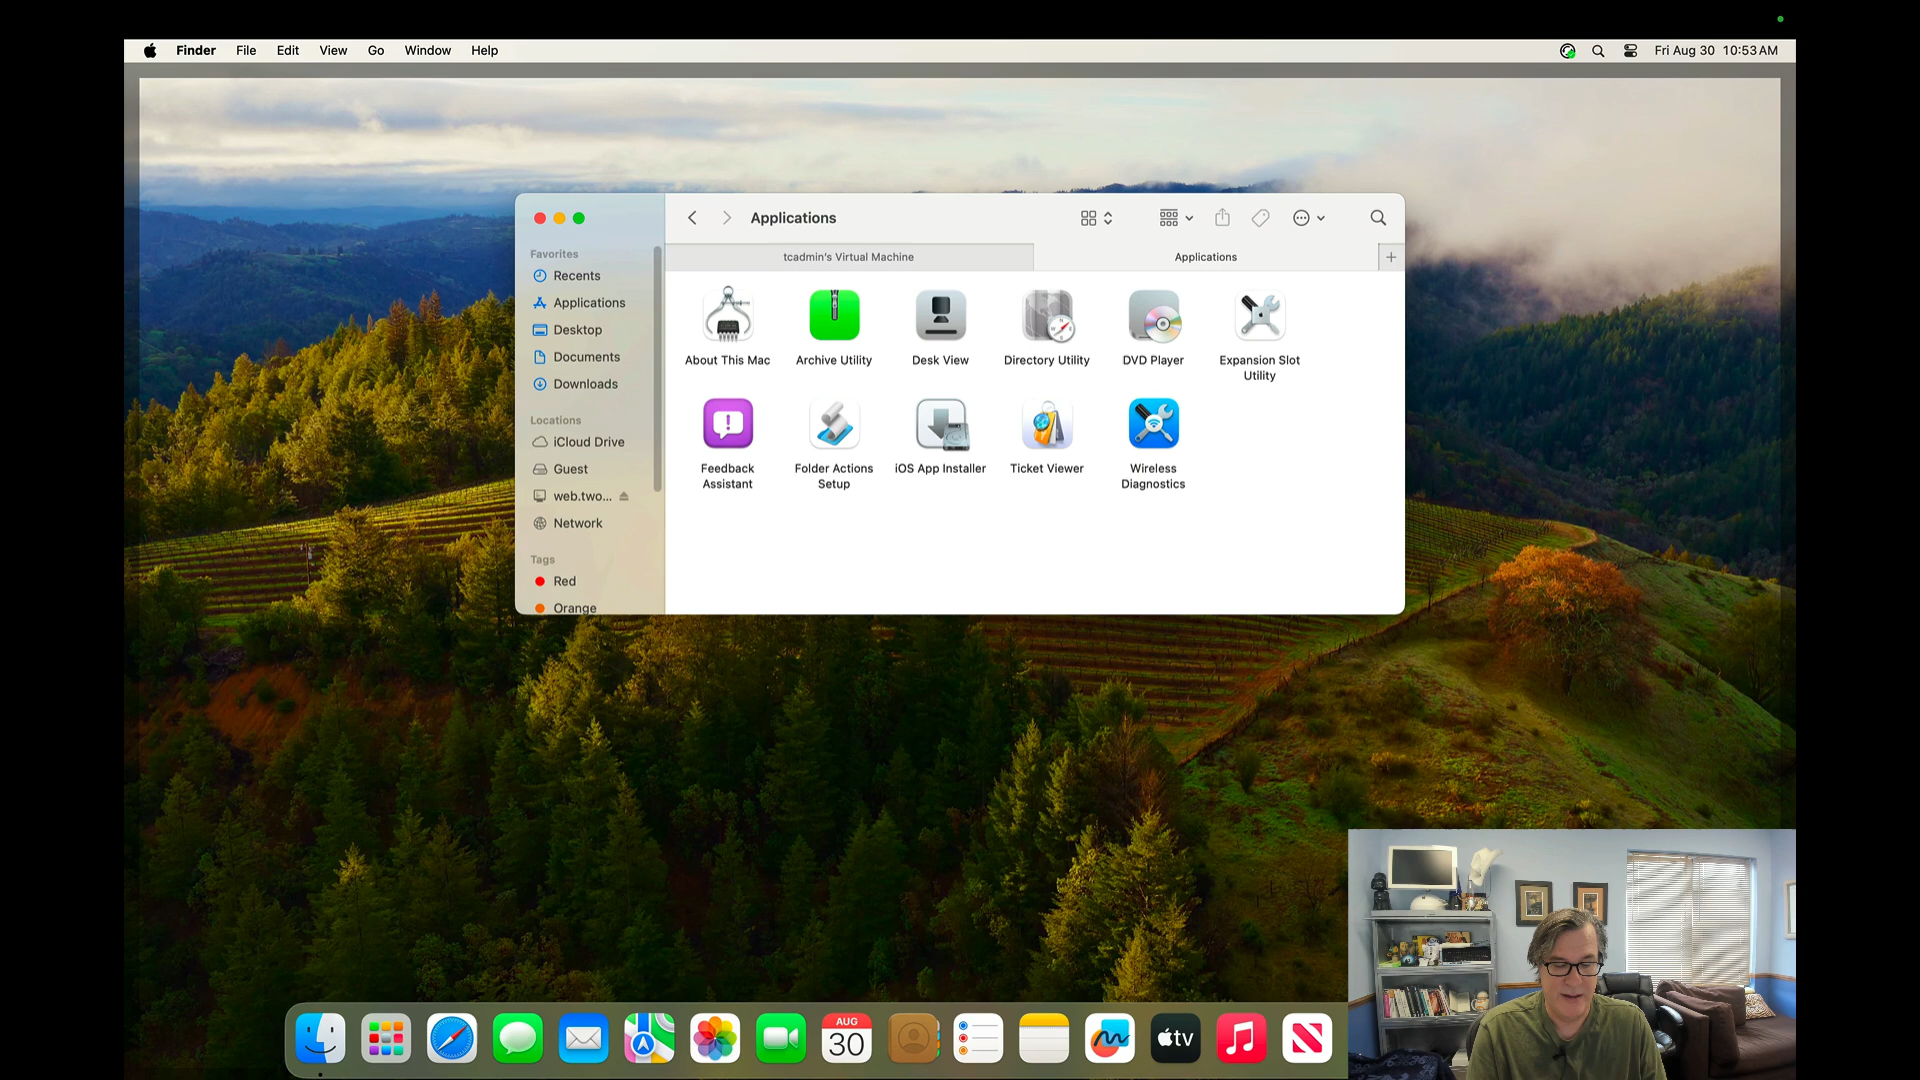 Finder File Edit View Go Window Help
Fri Aug 30 10:53 AM
Applications
tcadmin's Virtual Machine
Applications
Favorites
Recents
Applications
Desktop
Documents
Downloads
Locations
iCloud Drive
Guest
web.two...
Network
Tags
Red
Orange
About This Mac
Archive Utility
Desk View
Directory Utility
DVD Player
Expansion Slot
Utility
Feedback
Assistant
Folder Actions
Setup
iOS App Installer
Ticket Viewer
Wireless
Diagnostics
AUG
30
tv